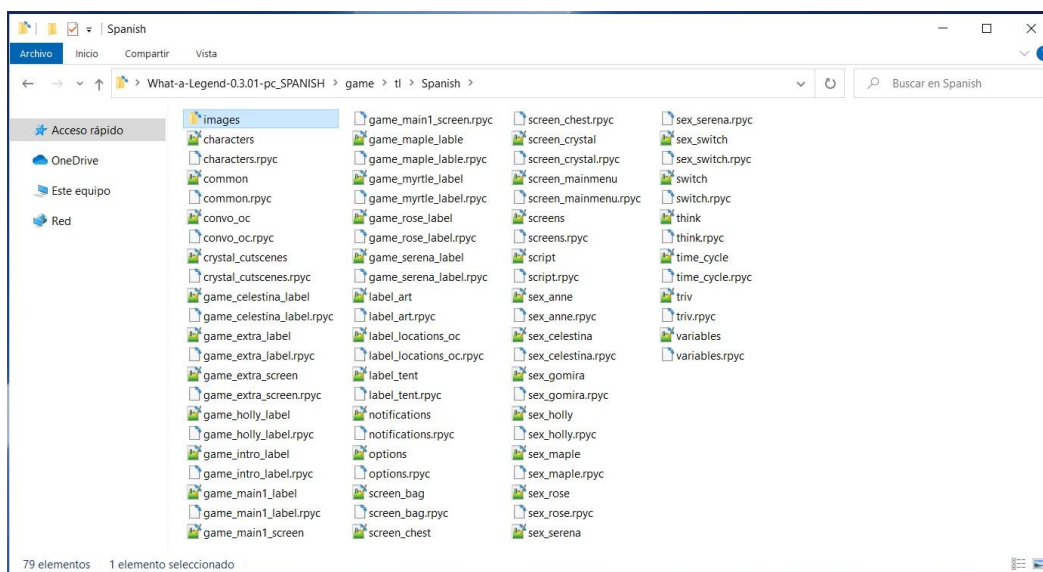 Spanish
Archivo Inicio Compartir Vista
What-a-Legend-0.3.01-pc_SPANISH > game > tl > Spanish >
Buscar en Spanish
Acceso rápido
OneDrive
Este equipo
Red
images
characters
characters.rpyc
common
common.rpyc
convo_oc
convo_oc.rpyc
crystal_cutscenes
crystal_cutscenes.rpyc
game_celestina_label
game_celestina_label.rpyc
game_extra_label
game_extra_label.rpyc
game_extra_screen
game_extra_screen.rpyc
game_holly_label
game_holly_label.rpyc
game_intro_label
game_intro_label.rpyc
game_main1_label
game_main1_label.rpyc
game_main1_screen
game_main1_screen.rpyc
game_maple_lable
game_maple_lable.rpyc
game_myrtle_label
game_myrtle_label.rpyc
game_rose_label
game_rose_label.rpyc
game_serena_label
game_serena_label.rpyc
label_art
label_art.rpyc
label_locations_oc
label_locations_oc.rpyc
label_tent
label_tent.rpyc
notifications
notifications.rpyc
options
options.rpyc
screen_bag
screen_bag.rpyc
screen_chest
screen_chest.rpyc
screen_crystal
screen_crystal.rpyc
screen_mainmenu
screen_mainmenu.rpyc
screens
screens.rpyc
script
script.rpyc
sex_anne
sex_anne.rpyc
sex_celestina
sex_celestina.rpyc
sex_gomira
sex_gomira.rpyc
sex_holly
sex_holly.rpyc
sex_maple
sex_maple.rpyc
sex_rose
sex_rose.rpyc
sex_serena
sex_serena.rpyc
sex_switch
sex_switch.rpyc
switch
switch.rpyc
think
think.rpyc
time_cycle
time_cycle.rpyc
triv
triv.rpyc
variables
variables.rpyc
79 elementos 1 elemento seleccionado